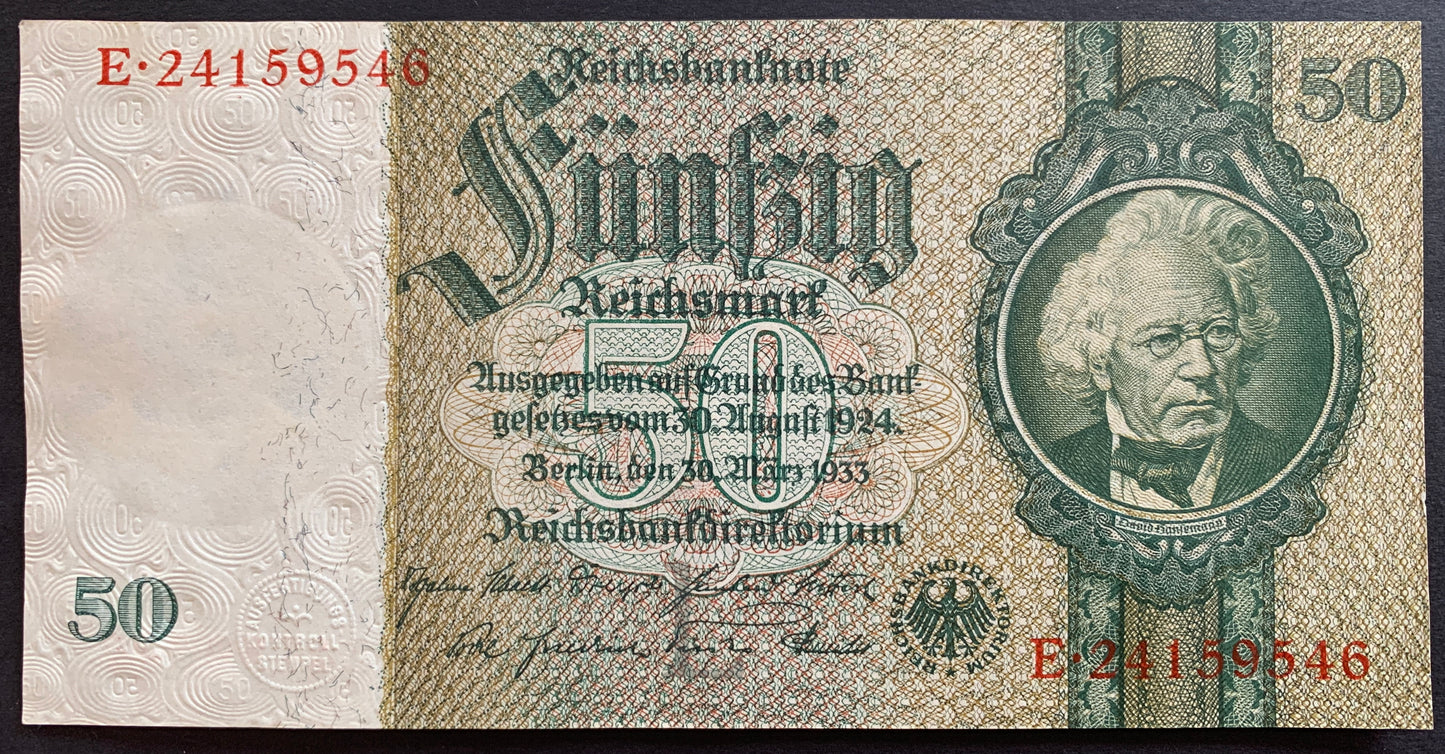 E·24159546
Reichsbanknote
50
Fünfzig
Reichsmark
50
Ausgegeben auf Grund des Bank-
gesetzes vom 30. August 1924.
Berlin, den 30. März 1933
Reichsbankdirektorium
David Hansemann
50
AUSFERTIGUNGS
KONTROLL-
STEMPEL
REICHSBANKDIREKTORIUM
E·24159546